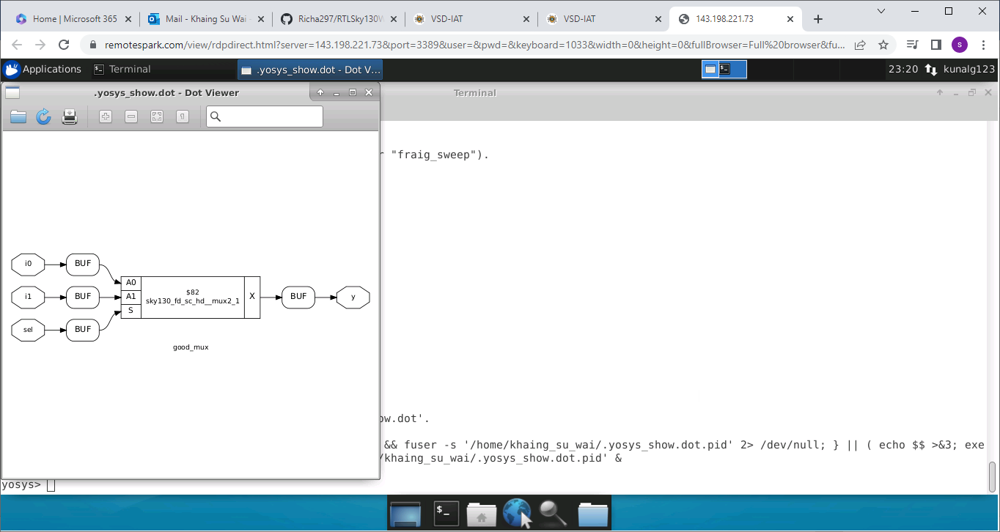 Home | Microsoft 365
Mail - Khaing Su Wai -
Richa297/RTLSky130W
VSD-IAT
VSD-IAT
143.198.221.73
remotespark.com/view/rdpdirect.html?server=143.198.221.73&port=3389&user=&pwd=&keyboard=1033&width=0&height=0&fullBrowser=Full%20browser&fu...
s
Applications
Terminal
.yosys_show.dot - Dot V...
23:20
kunalg123
.yosys_show.dot - Dot Viewer
Terminal
r "fraig_sweep").
i0
BUF
i1
BUF
sel
BUF
A0
A1
S
$82
sky130_fd_sc_hd__mux2_1
X
BUF
y
good_mux
ow.dot'.
&& fuser -s '/home/khaing_su_wai/.yosys_show.dot.pid' 2> /dev/null; } || ( echo $$ >&3; exe
/khaing_su_wai/.yosys_show.dot.pid' &
yosys>
$_